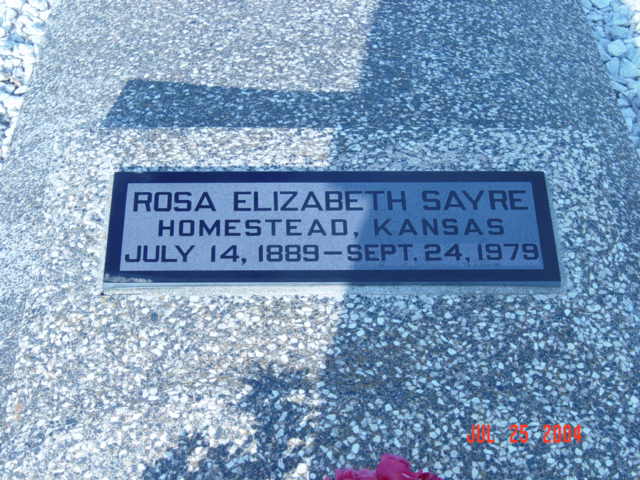 ROSA ELIZABETH SAYRE
HOMESTEAD, KANSAS
JULY 14, 1889-SEPT. 24, 1979
JUL 25 2004